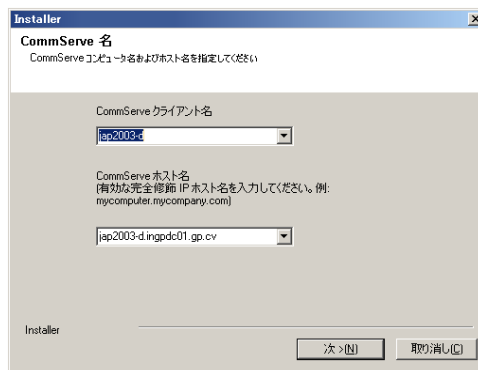 Installer
CommServe 名
CommServe コンピュータ名およびホスト名を指定してください
CommServe クライアント名
jap2003-d
CommServe ホスト名
(有効な完全修飾 IP ホスト名を入力してください。例:
mycomputer.mycompany.com)
jap2003-d.ingpdc01.gp.cv
Installer
次 >(N)
取り消し(C)